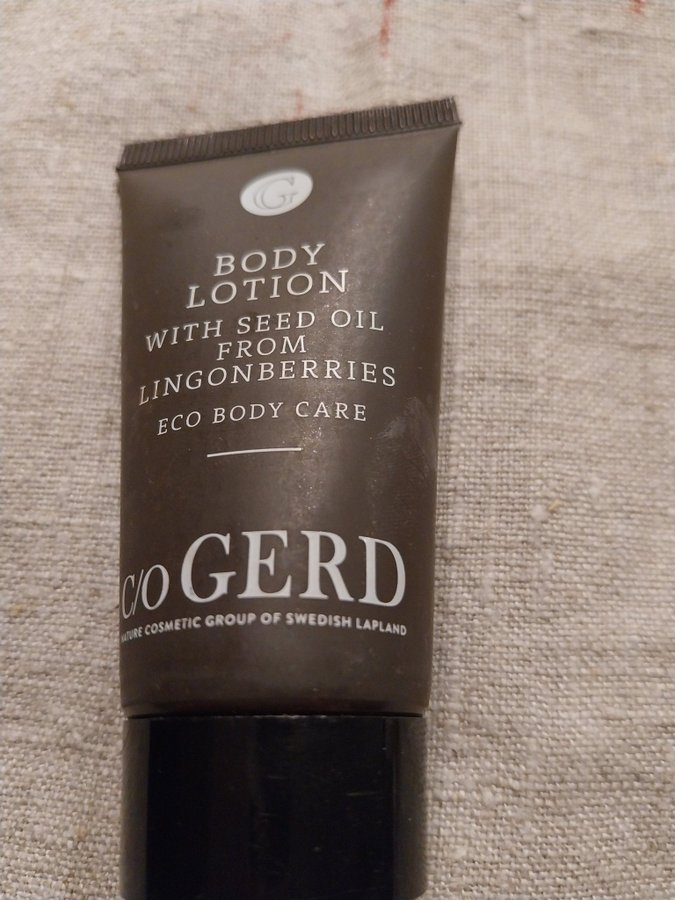 G
BODY
LOTION
WITH SEED OIL
FROM
LINGONBERRIES
ECO BODY CARE
C/O GERD
NATURE COSMETIC GROUP OF SWEDISH LAPLAND